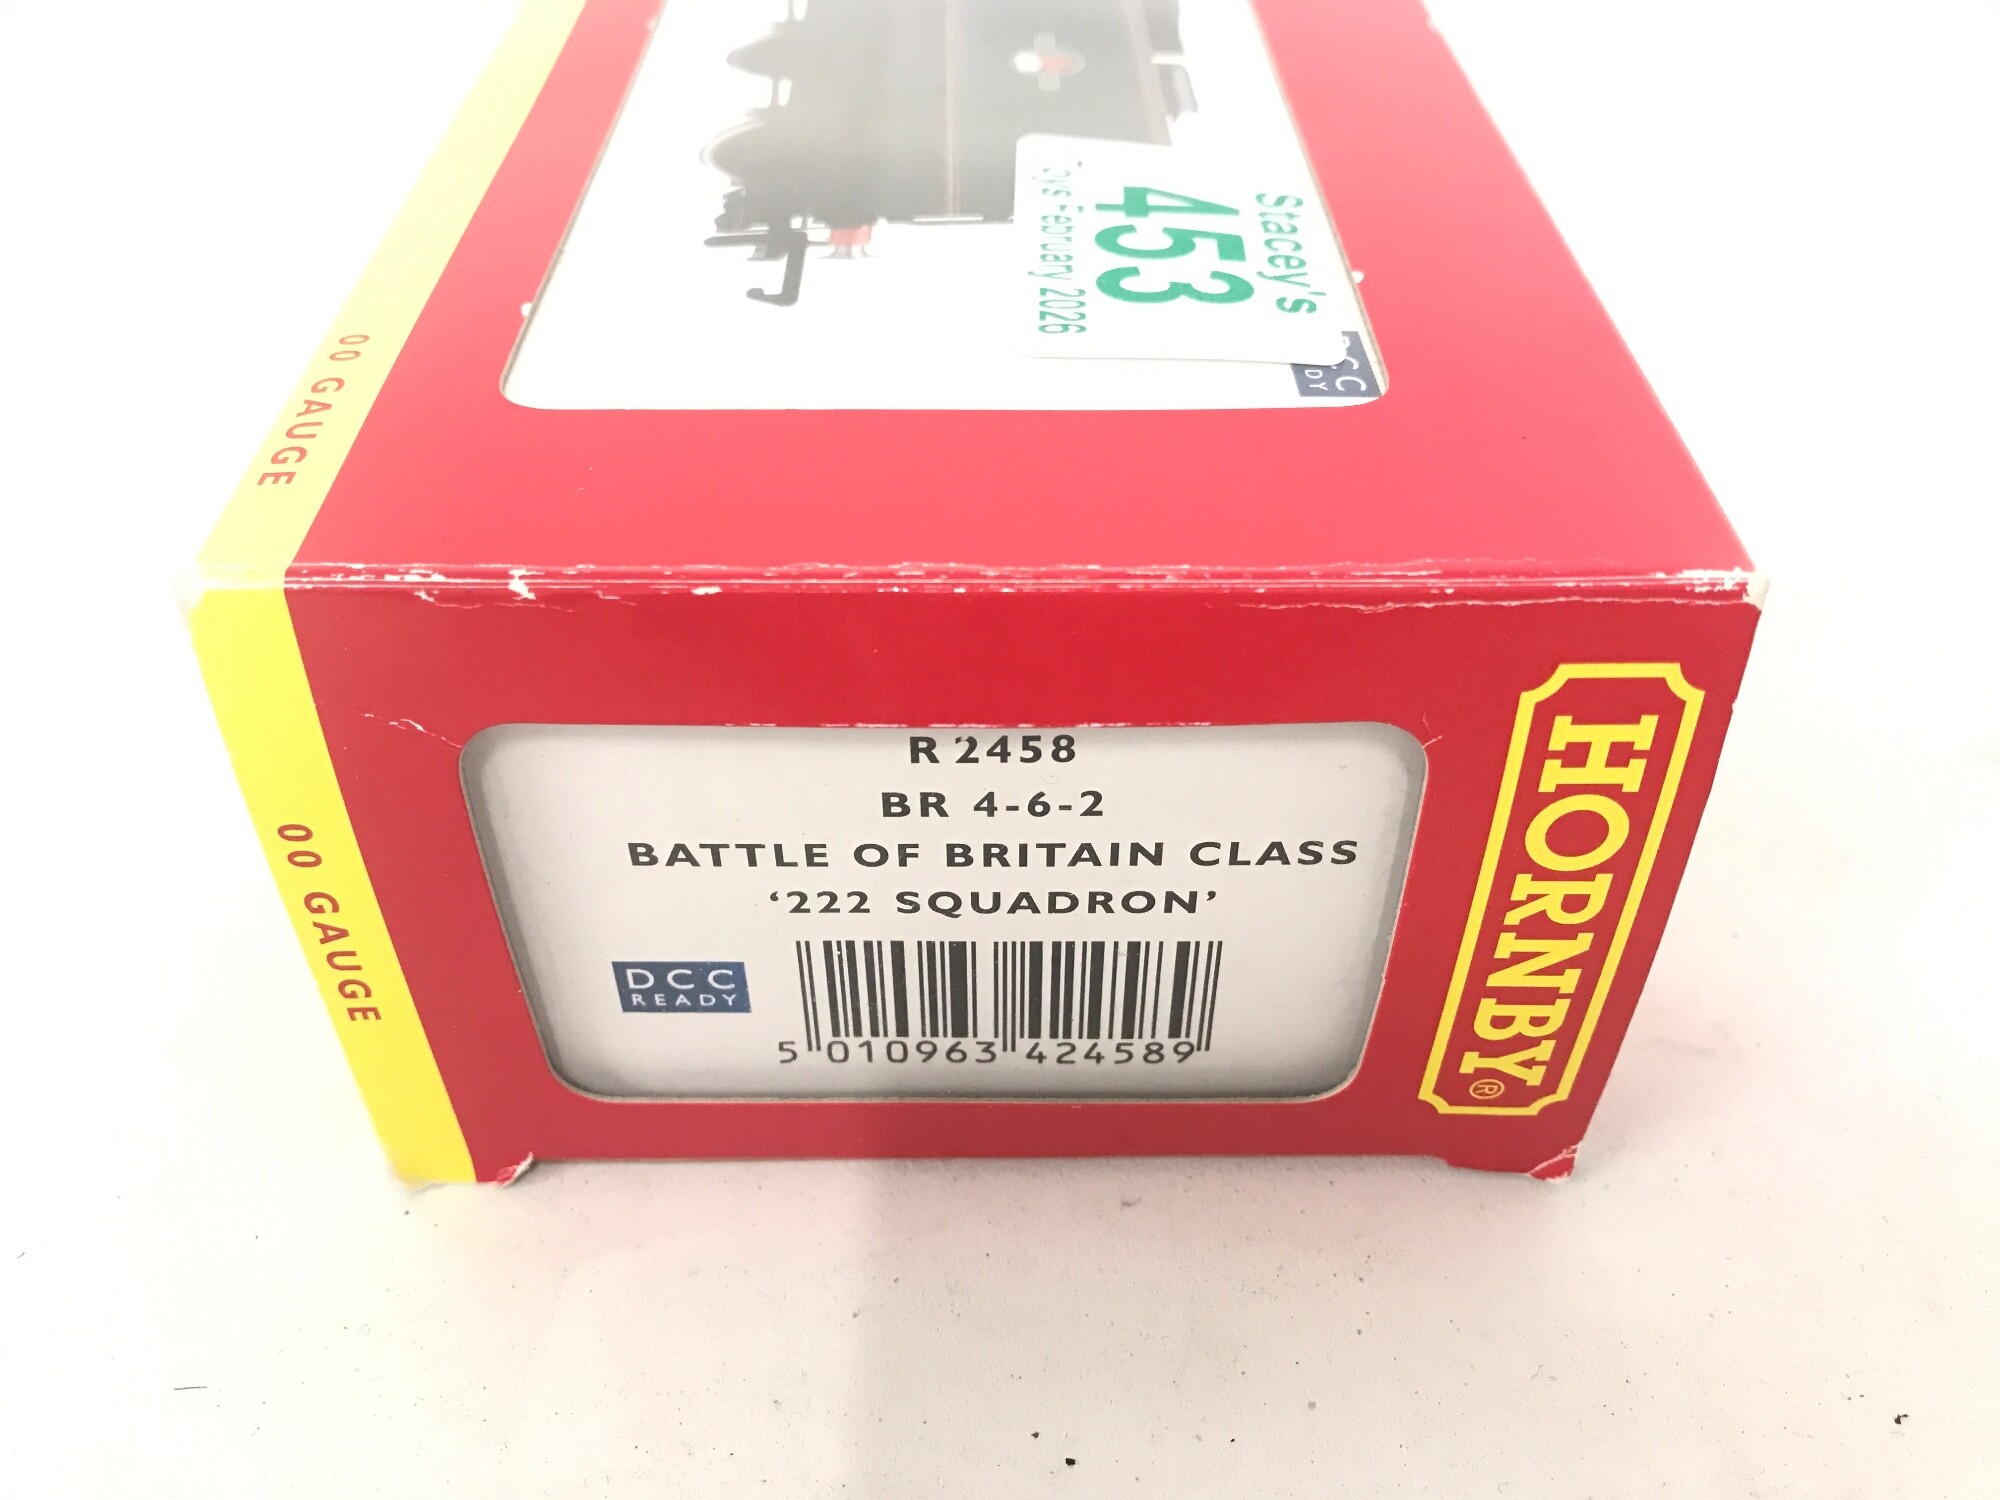 Stacey's
453
Toys February 2026
00 GAUGE
R 2458
BR 4-6-2
BATTLE OF BRITAIN CLASS
‘222 SQUADRON’
DCC
READY
5 010963 424589
00 GAUGE
HORNBY®